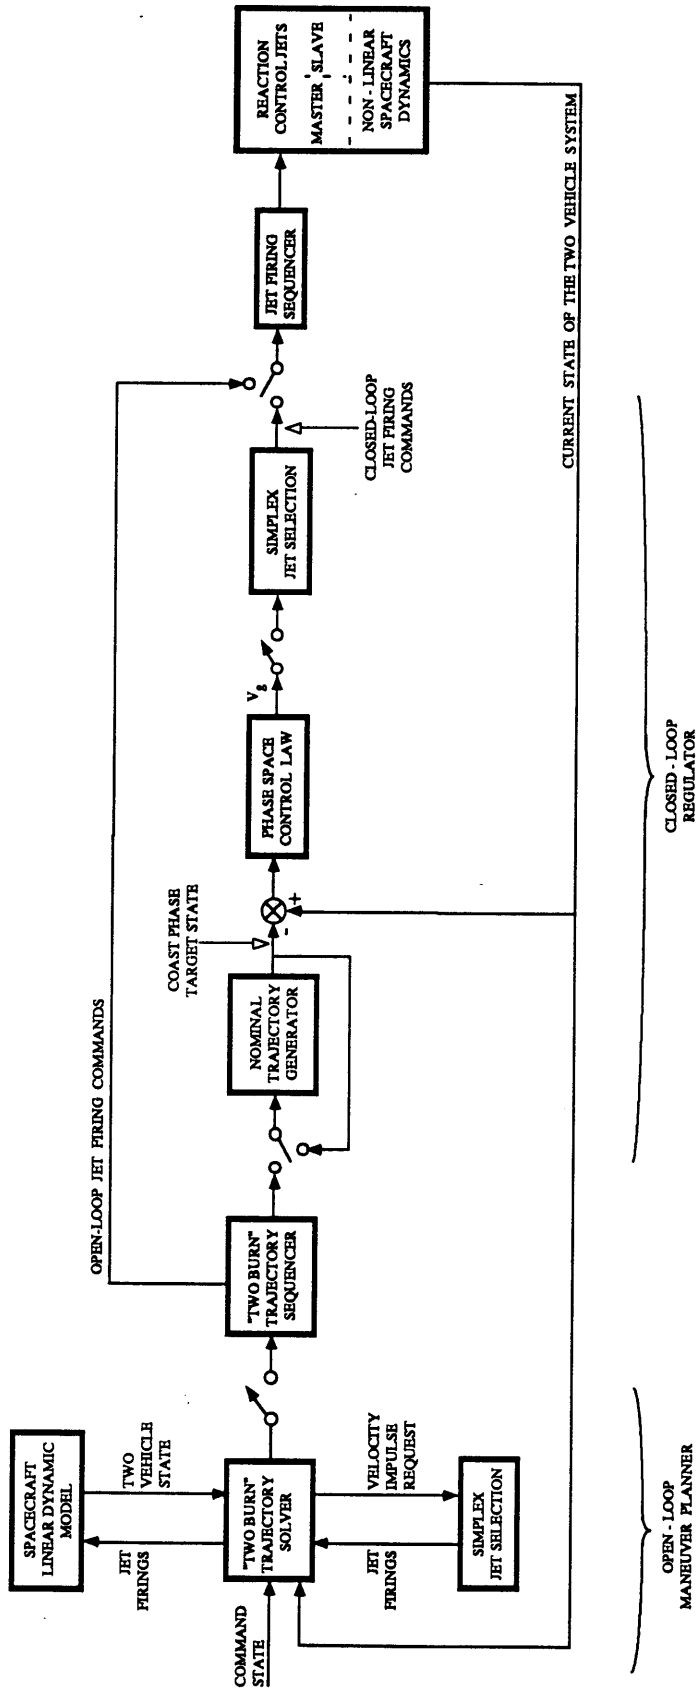 SPACECRAFT
LINEAR DYNAMIC
MODEL
JET
FIRINGS
TWO
VEHICLE
STATE
COMMAND
STATE
"TWO BURN"
TRAJECTORY
SOLVER
JET
FIRINGS
VELOCITY
IMPULSE
REQUEST
SIMPLEX
JET SELECTION
OPEN - LOOP
MANEUVER PLANNER
OPEN-LOOP JET FIRING COMMANDS
"TWO BURN"
TRAJECTORY
SEQUENCER
NOMINAL
TRAJECTORY
GENERATOR
COAST PHASE
TARGET STATE
-
+
PHASE SPACE
CONTROL LAW
Vg
SIMPLEX
JET SELECTION
CLOSED-LOOP
JET FIRING
COMMANDS
JET FIRING
SEQUENCER
REACTION
CONTROL JETS
MASTER SLAVE
NON - LINEAR
SPACECRAFT
DYNAMICS
CURRENT STATE OF THE TWO VEHICLE SYSTEM
CLOSED - LOOP
REGULATOR